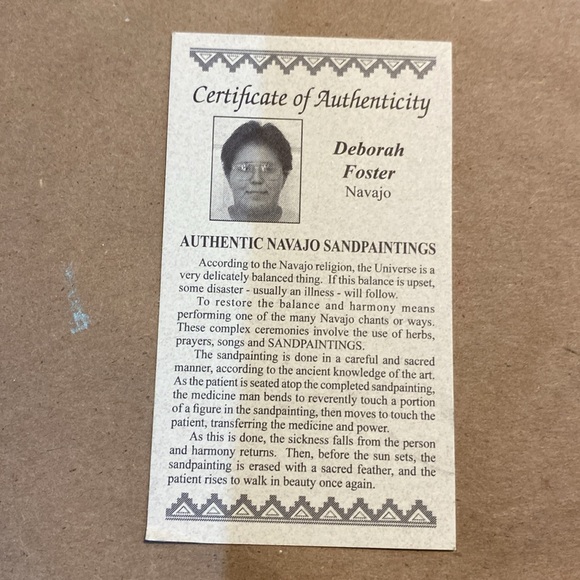 Certificate of Authenticity
Deborah
Foster
Navajo
AUTHENTIC NAVAJO SANDPAINTINGS
According to the Navajo religion, the Universe is a
very delicately balanced thing. If this balance is upset,
some disaster - usually an illness - will follow.
To restore the balance and harmony means
performing one of the many Navajo chants or ways.
These complex ceremonies involve the use of herbs,
prayers, songs and SANDPAINTINGS.
The sandpainting is done in a careful and sacred
manner, according to the ancient knowledge of the art.
As the patient is seated atop the completed sandpainting,
the medicine man bends to reverently touch a portion
of a figure in the sandpainting, then moves to touch the
patient, transferring the medicine and power.
As this is done, the sickness falls from the person
and harmony returns. Then, before the sun sets, the
sandpainting is erased with a sacred feather, and the
patient rises to walk in beauty once again.